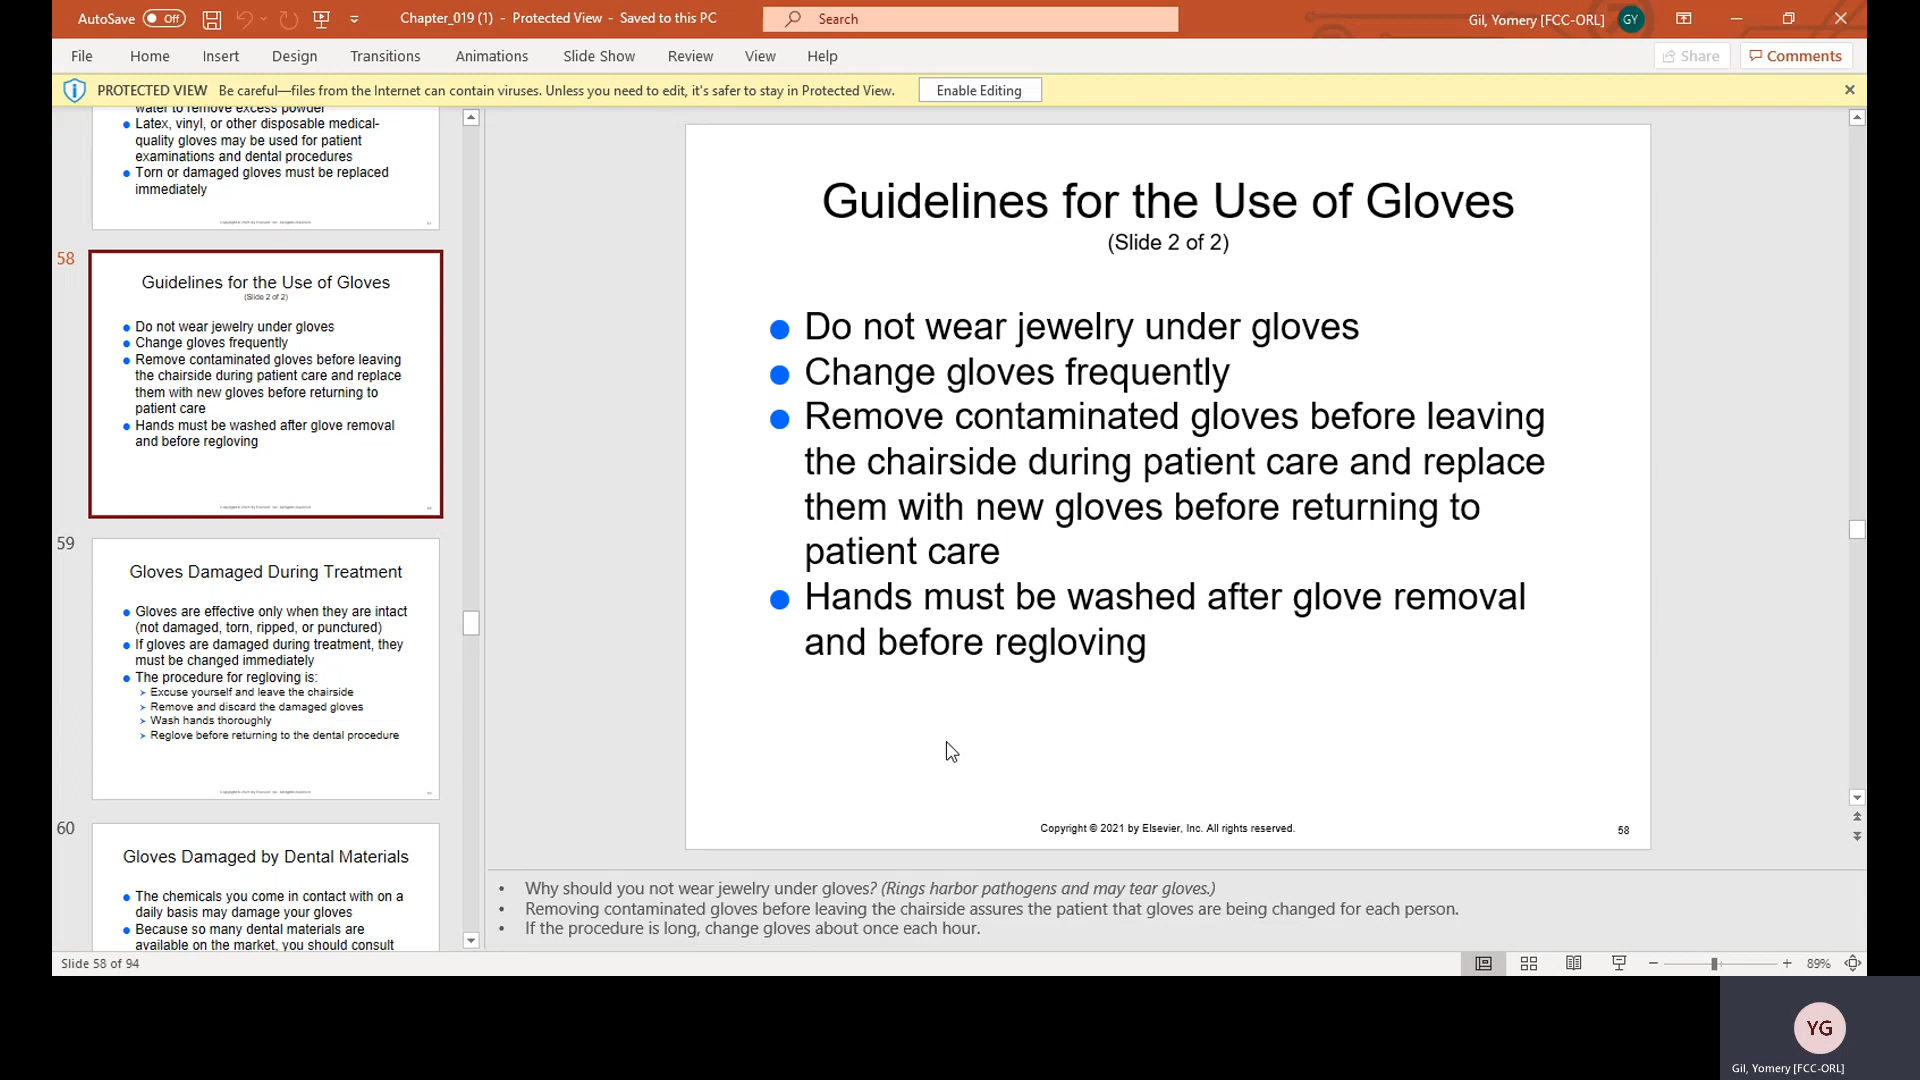 AutoSave Off Chapter_019 (1) - Protected View - Saved to this PC Search Gil, Yomery [FCC-ORL] GY
File Home Insert Design Transitions Animations Slide Show Review View Help Share Comments
PROTECTED VIEW Be careful—files from the Internet can contain viruses. Unless you need to edit, it's safer to stay in Protected View. Enable Editing
water to remove excess powder
Latex, vinyl, or other disposable medical-
quality gloves may be used for patient
examinations and dental procedures
Torn or damaged gloves must be replaced
immediately
58
Guidelines for the Use of Gloves
(Slide 2 of 2)
Do not wear jewelry under gloves
Change gloves frequently
Remove contaminated gloves before leaving
the chairside during patient care and replace
them with new gloves before returning to
patient care
Hands must be washed after glove removal
and before regloving
59
Gloves Damaged During Treatment
Gloves are effective only when they are intact
(not damaged, torn, ripped, or punctured)
If gloves are damaged during treatment, they
must be changed immediately
The procedure for regloving is:
Excuse yourself and leave the chairside
Remove and discard the damaged gloves
Wash hands thoroughly
Reglove before returning to the dental procedure
60
Gloves Damaged by Dental Materials
The chemicals you come in contact with on a
daily basis may damage your gloves
Because so many dental materials are
available on the market, you should consult
Guidelines for the Use of Gloves
(Slide 2 of 2)
Do not wear jewelry under gloves
Change gloves frequently
Remove contaminated gloves before leaving
the chairside during patient care and replace
them with new gloves before returning to
patient care
Hands must be washed after glove removal
and before regloving
Copyright © 2021 by Elsevier, Inc. All rights reserved.
58
• Why should you not wear jewelry under gloves? (Rings harbor pathogens and may tear gloves.)
• Removing contaminated gloves before leaving the chairside assures the patient that gloves are being changed for each person.
• If the procedure is long, change gloves about once each hour.
Slide 58 of 94 89%
YG
Gil, Yomery [FCC-ORL]